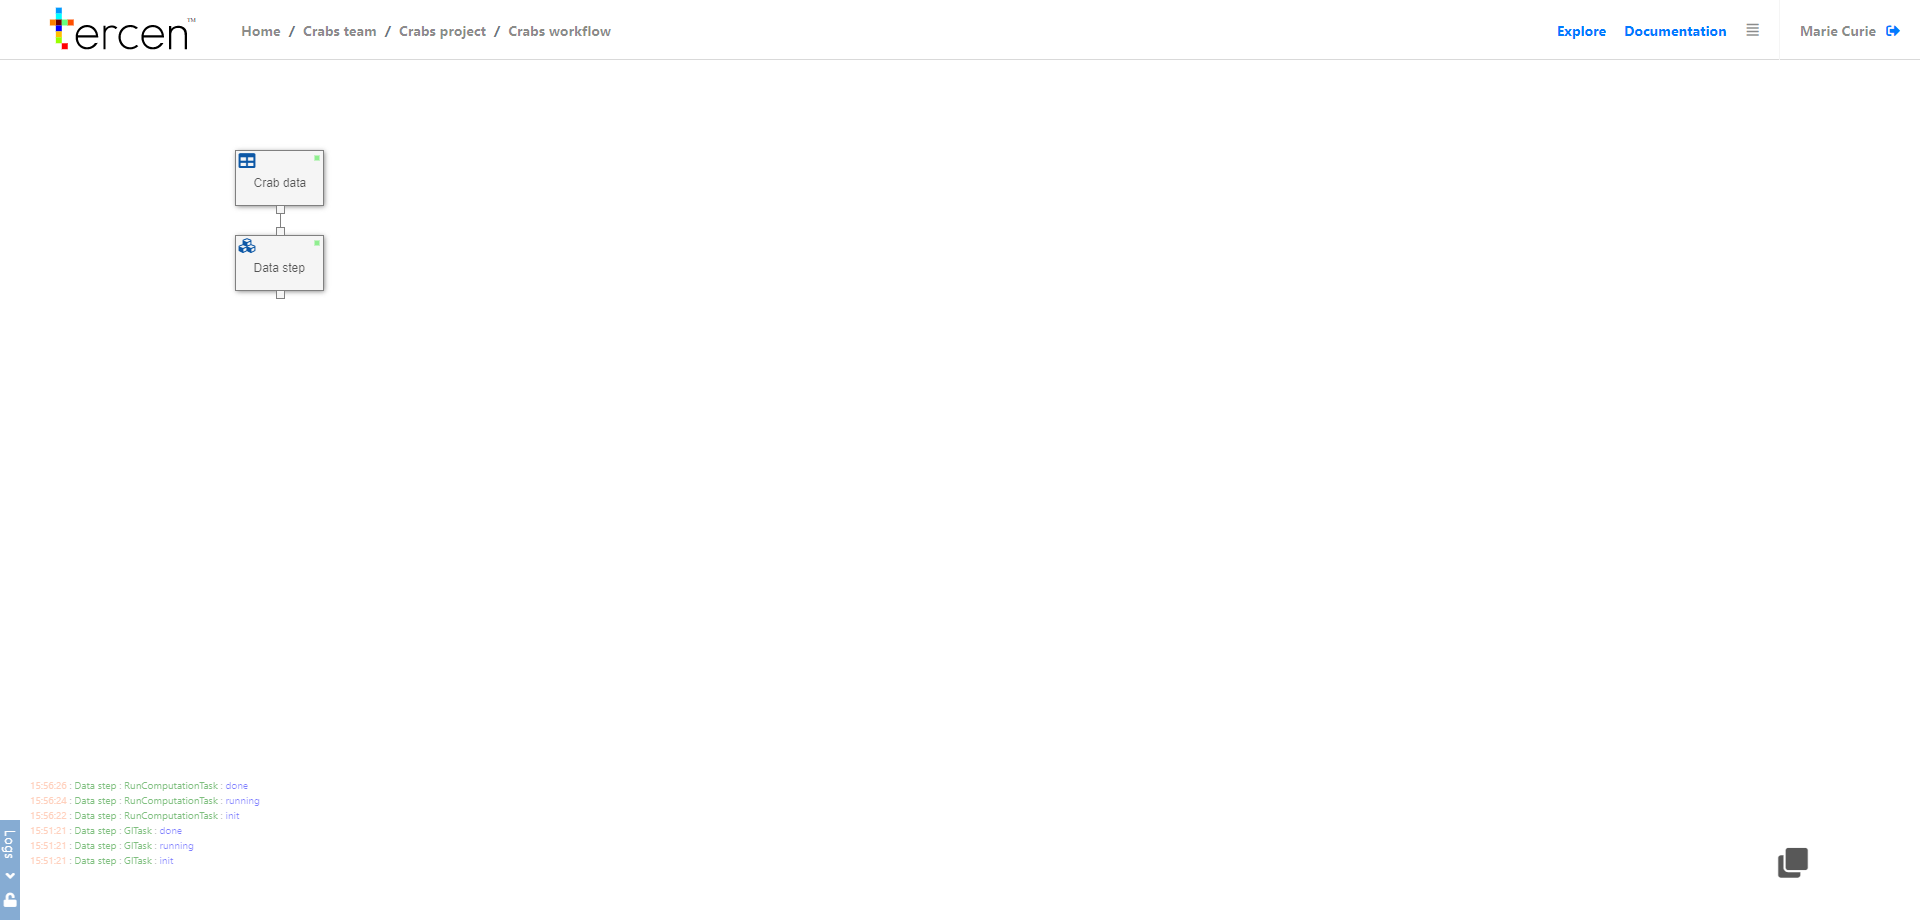 tercen™
Home / Crabs team / Crabs project / Crabs workflow
Explore Documentation Marie Curie
Crab data
Data step
15:56:26 : Data step : RunComputationTask : done
15:56:24 : Data step : RunComputationTask : running
15:56:22 : Data step : RunComputationTask : init
15:51:21 : Data step : GlTask : done
15:51:21 : Data step : GlTask : running
15:51:21 : Data step : GlTask : init
Logs